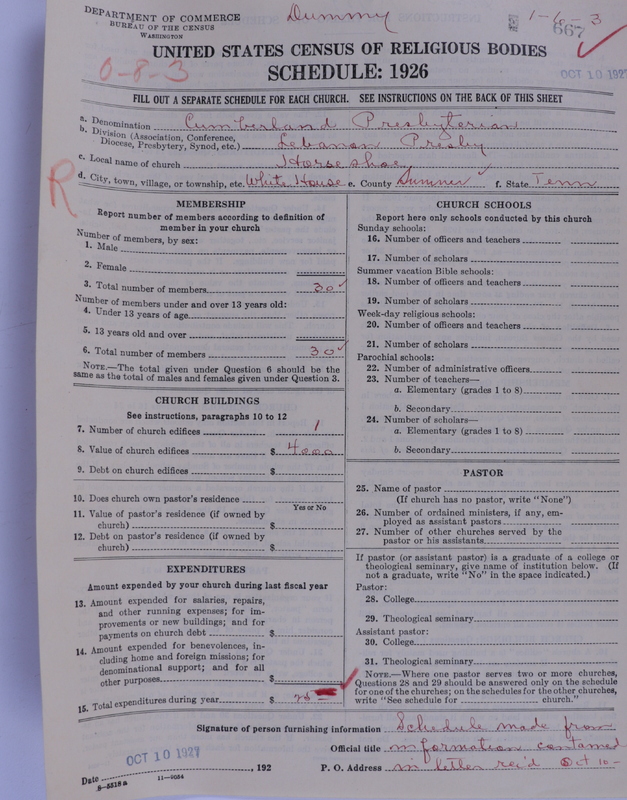 DEPARTMENT OF COMMERCE
BUREAU OF THE CENSUS
WASHINGTON
Dummy
1-6-3
667
UNITED STATES CENSUS OF RELIGIOUS BODIES
SCHEDULE: 1926
0-8-3
OCT 10 1927
FILL OUT A SEPARATE SCHEDULE FOR EACH CHURCH. SEE INSTRUCTIONS ON THE BACK OF THIS SHEET
a. Denomination Cumberland Presbyterian
b. Division (Association, Conference, Diocese, Presbytery, Synod, etc.) Lebanon Presby
c. Local name of church Horseshoe
d. City, town, village, or township, etc. White House e. County Sumner f. State Tenn
R
MEMBERSHIP
Report number of members according to definition of
member in your church
Number of members, by sex:
1. Male
2. Female
3. Total number of members 30
Number of members under and over 13 years old:
4. Under 13 years of age
5. 13 years old and over
6. Total number of members 30
NOTE.—The total given under Question 6 should be the
same as the total of males and females given under Question 3.
CHURCH BUILDINGS
See instructions, paragraphs 10 to 12
7. Number of church edifices 1
8. Value of church edifices $ 4000
9. Debt on church edifices $
10. Does church own pastor's residence
Yes or No
11. Value of pastor's residence (if owned by
church) $
12. Debt on pastor's residence (if owned by
church) $
EXPENDITURES
Amount expended by your church during last fiscal year
13. Amount expended for salaries, repairs,
and other running expenses; for im-
provements or new buildings; and for
payments on church debt $
14. Amount expended for benevolences, in-
cluding home and foreign missions; for
denominational support; and for all
other purposes $
15. Total expenditures during year $ 25
CHURCH SCHOOLS
Report here only schools conducted by this church
Sunday schools:
16. Number of officers and teachers
17. Number of scholars
Summer vacation Bible schools:
18. Number of officers and teachers
19. Number of scholars
Week-day religious schools:
20. Number of officers and teachers
21. Number of scholars
Parochial schools:
22. Number of administrative officers
23. Number of teachers—
a. Elementary (grades 1 to 8)
b. Secondary
24. Number of scholars—
a. Elementary (grades 1 to 8)
b. Secondary
PASTOR
25. Name of pastor
(If church has no pastor, write "None")
26. Number of ordained ministers, if any, em-
ployed as assistant pastors
27. Number of other churches served by the
pastor or his assistants
If pastor (or assistant pastor) is a graduate of a college or
theological seminary, give name of institution below. (If
not a graduate, write "No" in the space indicated.)
Pastor:
28. College
29. Theological seminary
Assistant pastor:
30. College
31. Theological seminary
NOTE.—Where one pastor serves two or more churches,
Questions 28 and 29 should be answered only on the schedule
for one of the churches; on the schedules for the other churches,
write "See schedule for church."
Signature of person furnishing information Schedule made from
Official title information contained
P. O. Address in letter rec'd Oct 10-
OCT 10 1927
Date , 192
8-5218a 11-9034